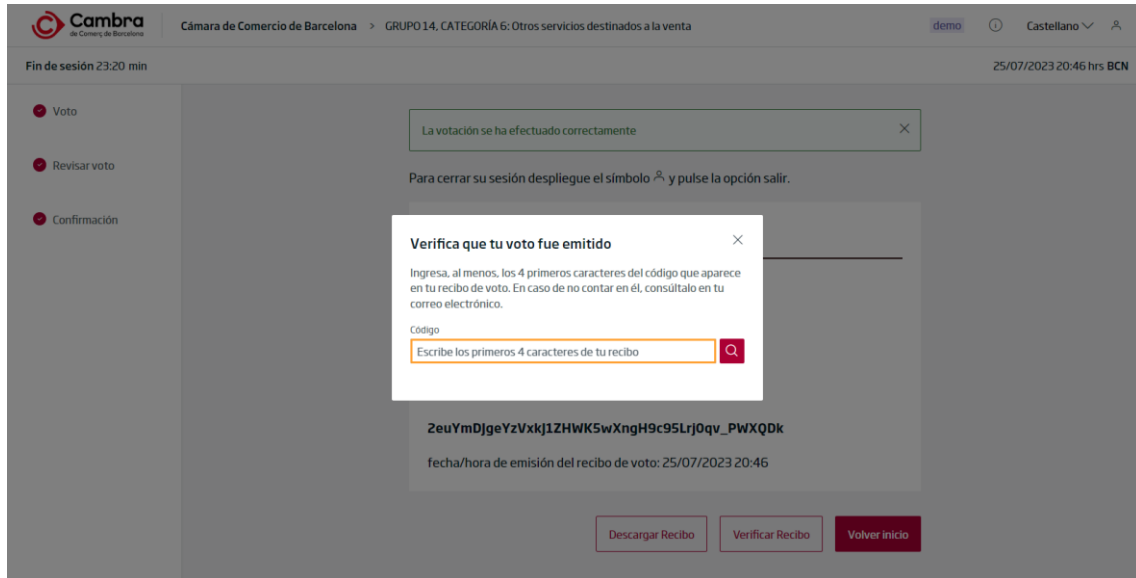 Cambra
de Comerç de Barcelona
Cámara de Comercio de Barcelona > GRUPO 14, CATEGORÍA 6: Otros servicios destinados a la venta
demo
Castellano
Fin de sesión 23:20 min
25/07/2023 20:46 hrs BCN
Voto
Revisar voto
Confirmación
La votación se ha efectuado correctamente
Para cerrar su sesión despliegue el símbolo y pulse la opción salir.
Verifica que tu voto fue emitido
Ingresa, al menos, los 4 primeros caracteres del código que aparece
en tu recibo de voto. En caso de no contar en él, consúltalo en tu
correo electrónico.
Código
Escribe los primeros 4 caracteres de tu recibo
2euYmDJgeYzVxkJ1ZHWK5wXngH9c95Lrj0qv_PWXQDk
fecha/hora de emisión del recibo de voto: 25/07/2023 20:46
Descargar Recibo
Verificar Recibo
Volver inicio